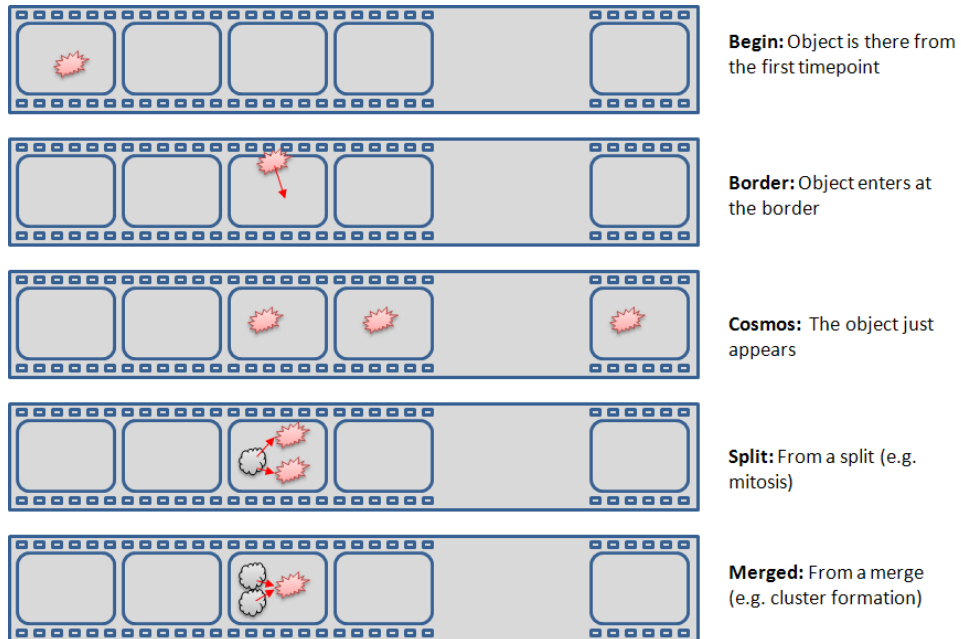 Begin: Object is there from
the first timepoint
Border: Object enters at
the border
Cosmos: The object just
appears
Split: From a split (e.g.
mitosis)
Merged: From a merge
(e.g. cluster formation)